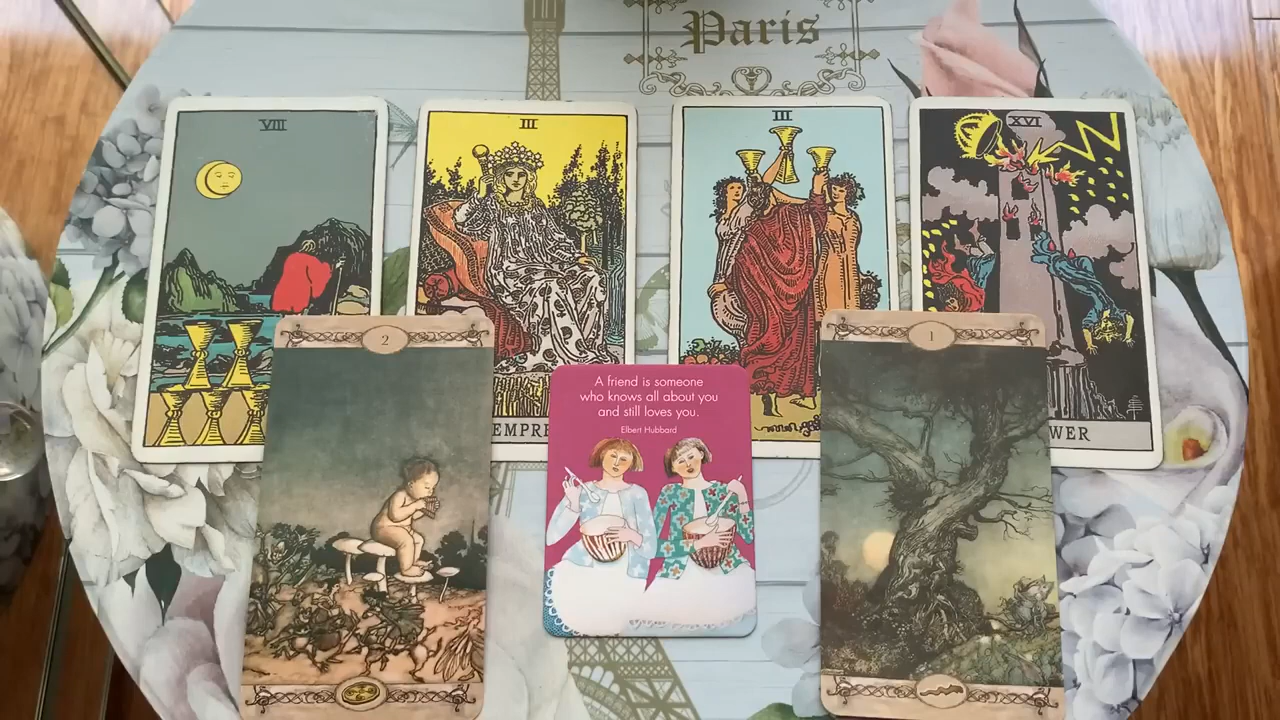 Paris
VIII
III
III
XVI
EMPRE
WER
2
1
A friend is someone
who knows all about you
and still loves you.
Elbert Hubbard